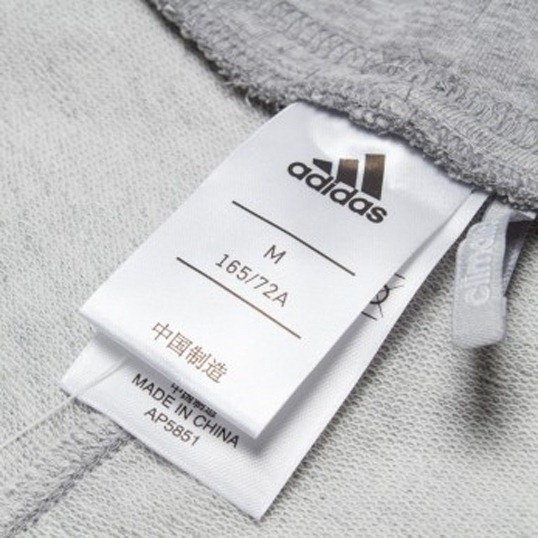 adidas
M
165/72A
中国制造
MADE IN CHINA
AP5851